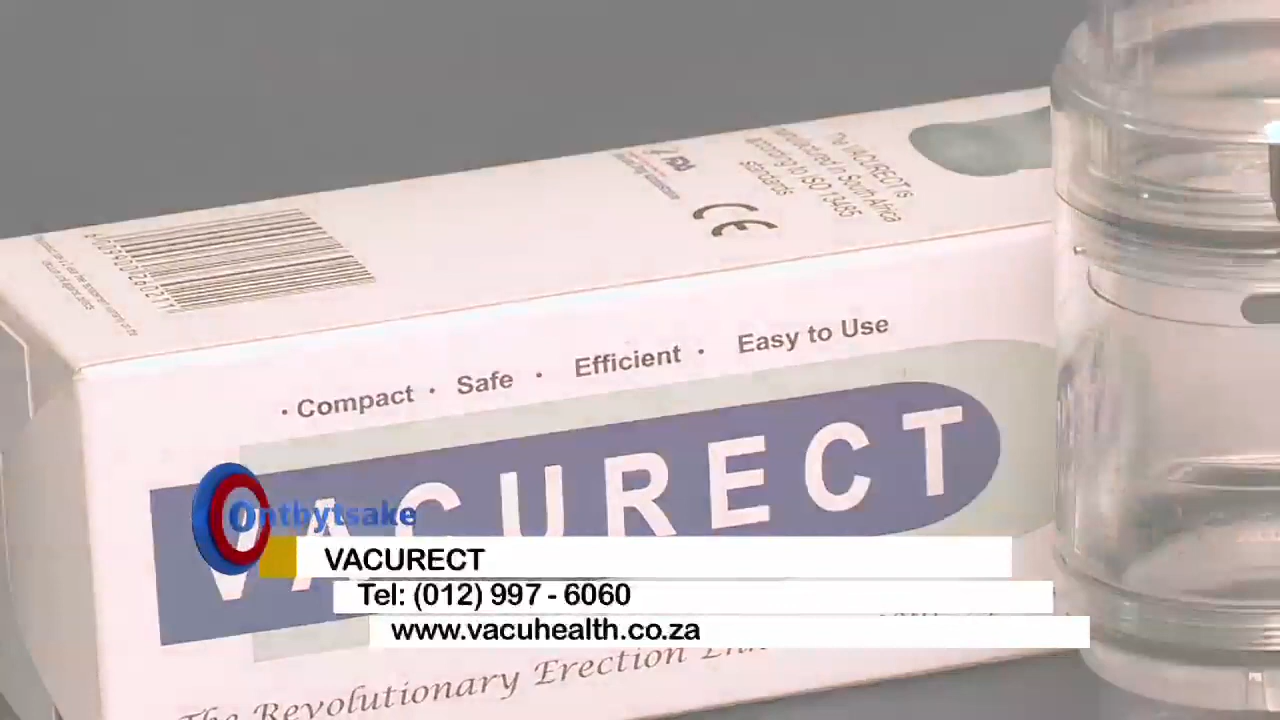 The VACURECT is
manufactured in South Africa
according to ISO 13485
standards
FDA
CE
• Compact • Safe • Efficient • Easy to Use
VACURECT
Ontbytsake
VACURECT
Tel: (012) 997 - 6060
www.vacuhealth.co.za
The Revolutionary Erection